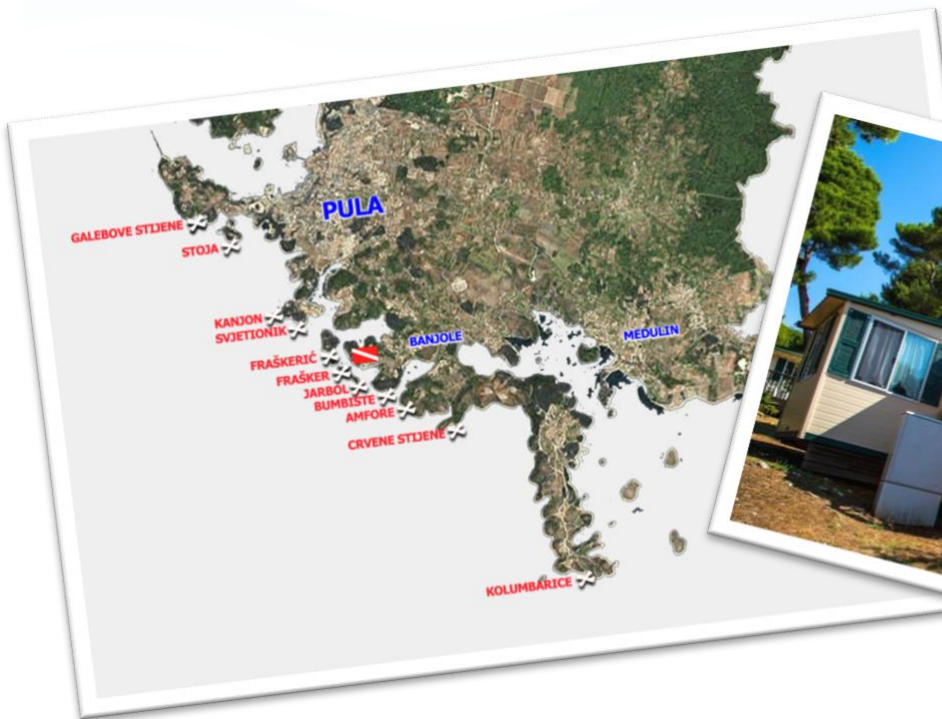 PULA
GALEBOVE STIJENE
STOJA
KANJON
SVJETIONIK
BANJOLE
MEDULIN
FRAŠKERIĆ
FRAŠKER
JARBOL
BUMBIŠTE
AMFORE
CRVENE STIJENE
KOLUMBARICE